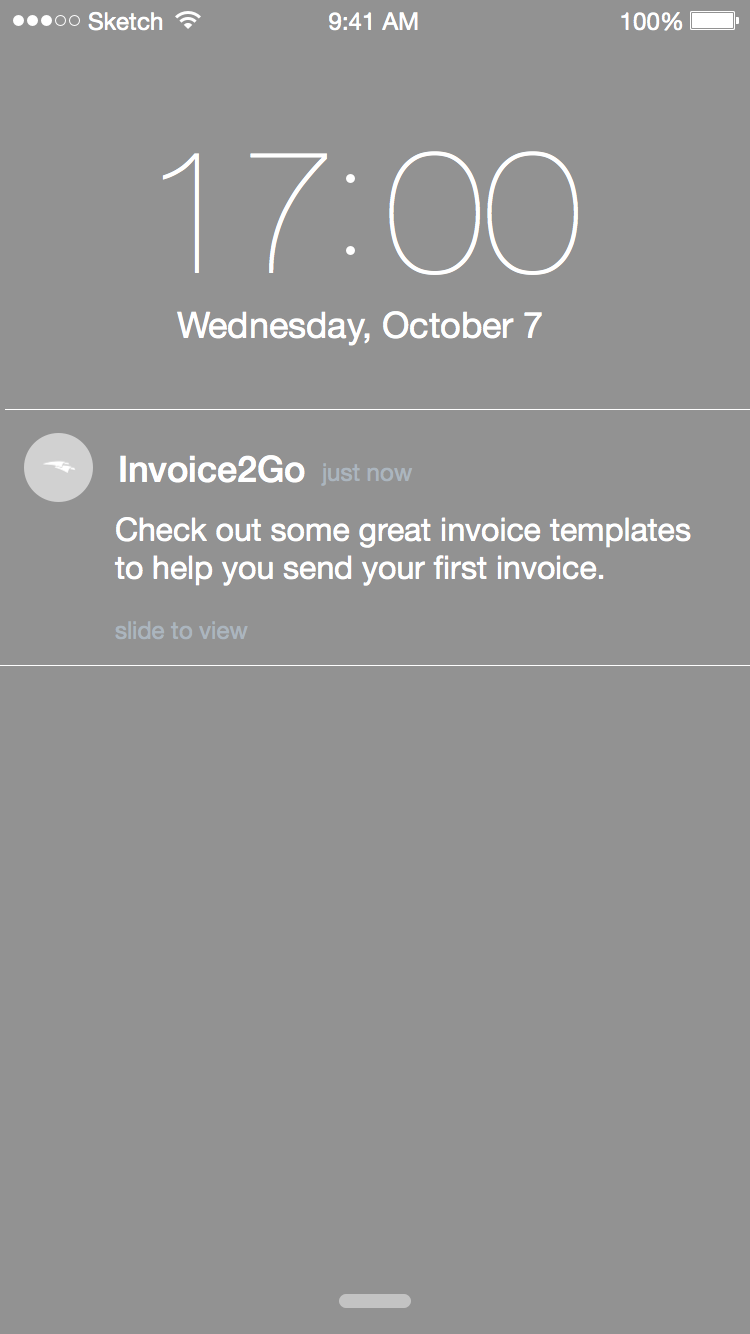 Sketch 9:41 AM 100%
17:00
Wednesday, October 7
Invoice2Go just now
Check out some great invoice templates
to help you send your first invoice.
slide to view